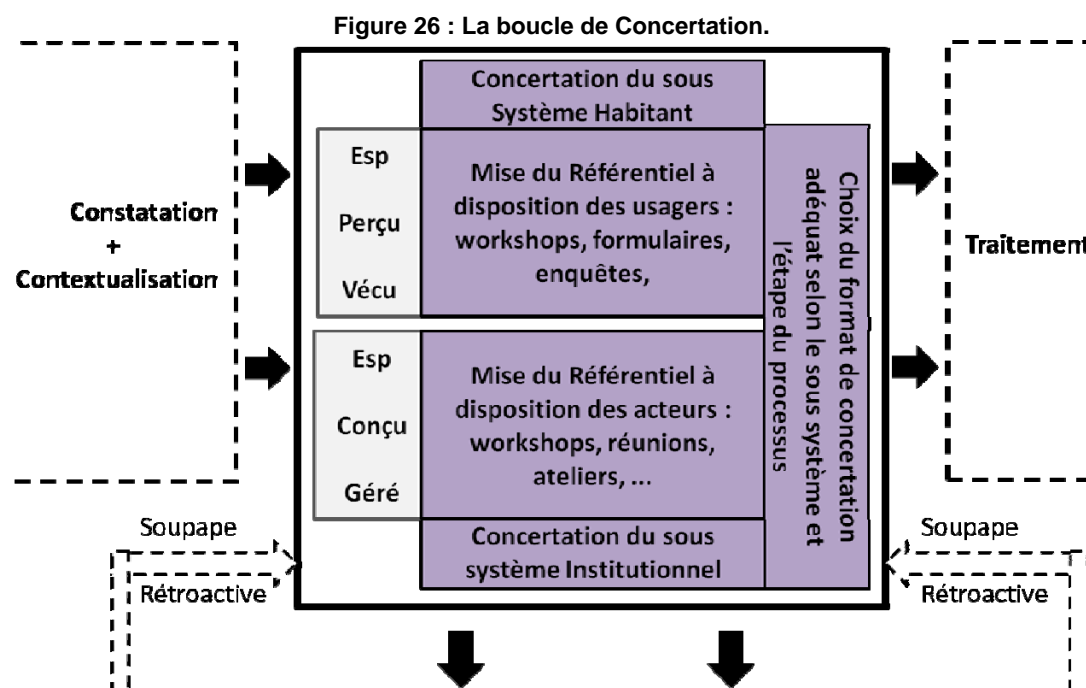 Figure 26 : La boucle de Concertation.
Constatation
+
Contextualisation
Concertation du sous
Système Habitant
Esp
Perçu
Vécu
Mise du Référentiel à
disposition des usagers :
workshops, formulaires,
enquêtes,
Esp
Conçu
Géré
Mise du Référentiel à
disposition des acteurs :
workshops, réunions,
ateliers, ...
Concertation du sous
système Institutionnel
Choix du format de concertation
adéquat selon le sous système et
l'étape du processus
Traitement
Soupape
Rétroactive
Soupape
Rétroactive